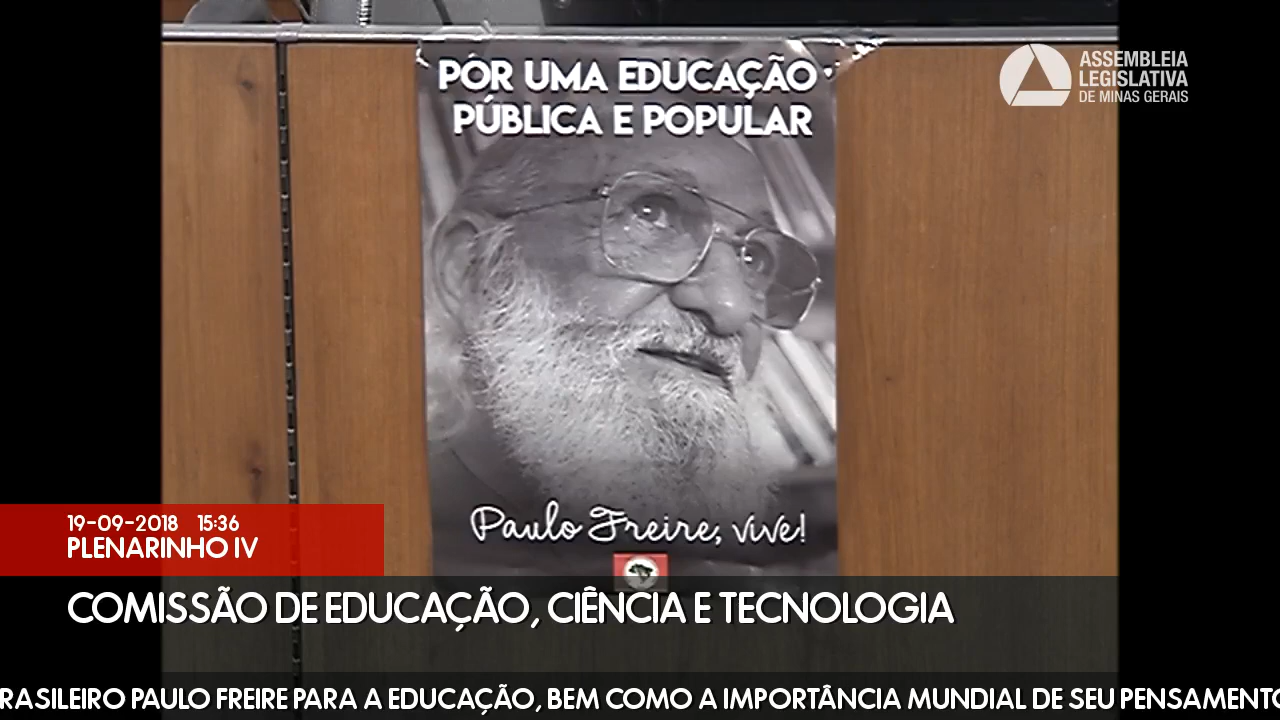 PÓR UMA EDUCAÇÃO
PÚBLICA E POPULAR
ASSEMBLEIA
LEGISLATIVA
DE MINAS GERAIS
Paulo Freire, vive!
19-09-2018 15:36
PLENARINHO IV
COMISSÃO DE EDUCAÇÃO, CIÊNCIA E TECNOLOGIA
RASILEIRO PAULO FREIRE PARA A EDUCAÇÃO, BEM COMO A IMPORTÂNCIA MUNDIAL DE SEU PENSAMENTO